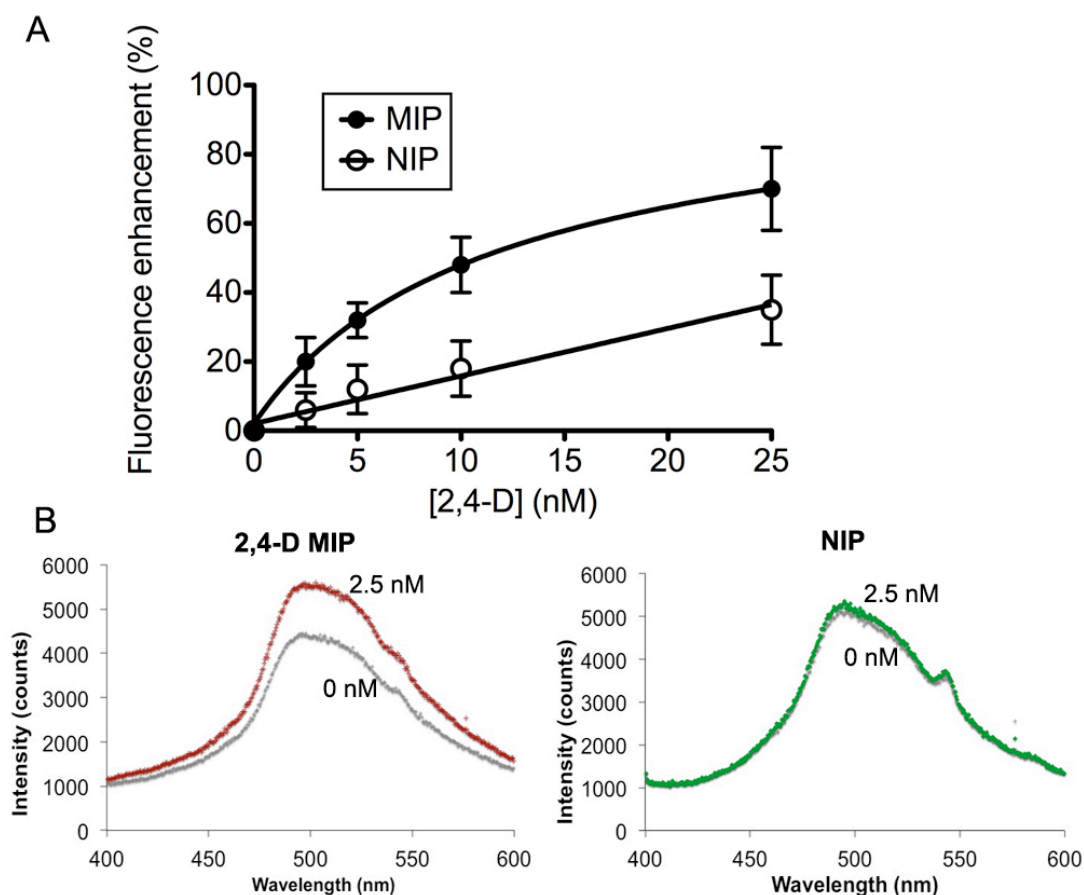 A
Fluorescence enhancement (%)
100
80
60
40
20
0
MIP
NIP
0 5 10 15 20 25
[2,4-D] (nM)
B
2,4-D MIP
Intensity (counts)
6000
5000
4000
3000
2000
1000
0
2.5 nM
0 nM
400 450 500 550 600
Wavelength (nm)
NIP
Intensity (counts)
6000
5000
4000
3000
2000
1000
0
2.5 nM
0 nM
400 450 500 550 600
Wavelength (nm)